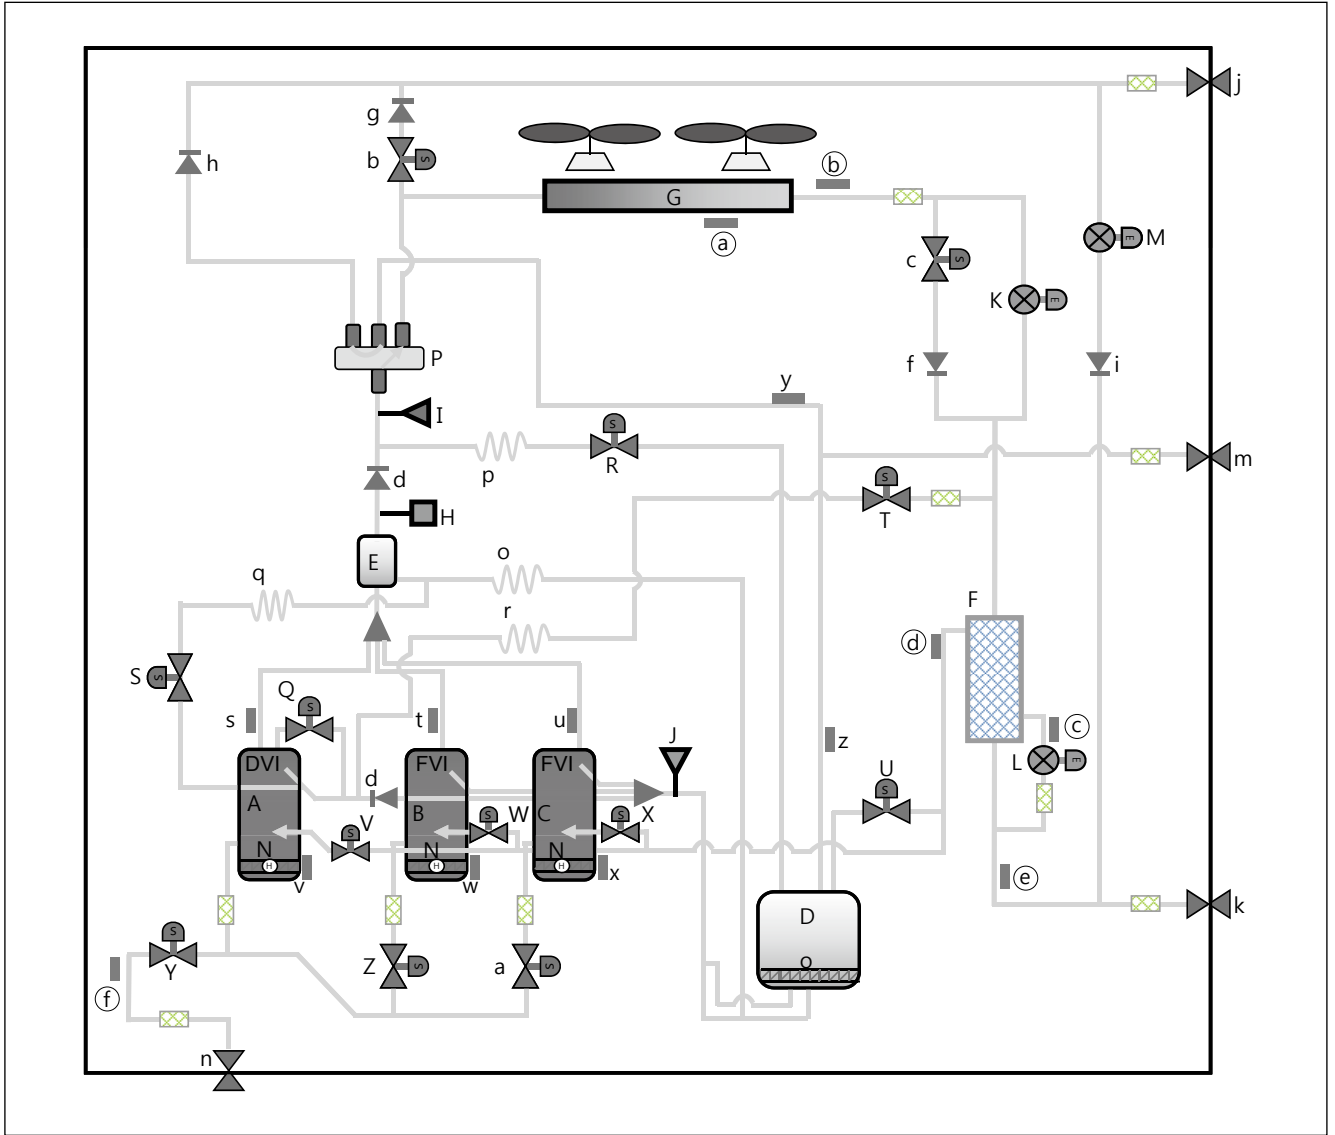 j
g
h
b
S
ⓑ
G
ⓐ
c
S
M
E
K
E
P
f
i
y
I
S
R
p
m
d
S
T
H
E
o
q
r
F
ⓓ
S
S
Q
S
s
t
u
J
z
ⓒ
L
E
U
S
DVI
FVI
FVI
d
A
B
C
V
S
W
S
X
S
N
N
N
H
H
H
v
w
x
ⓔ
k
D
o
S
Y
Z
S
a
S
ⓕ
n